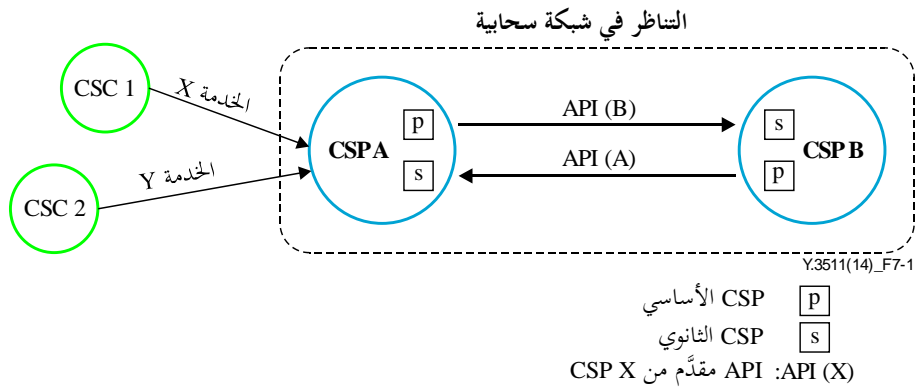 التناظر في شبكة سحابية
CSC 1
الخدمة X
p
API (B)
s
CSP A
CSP B
s
API (A)
p
الخدمة Y
CSC 2
Y.3511(14)_F7-1
p CSP الأساسي
s CSP الثانوي
API (X): API مقدَّم من CSP X